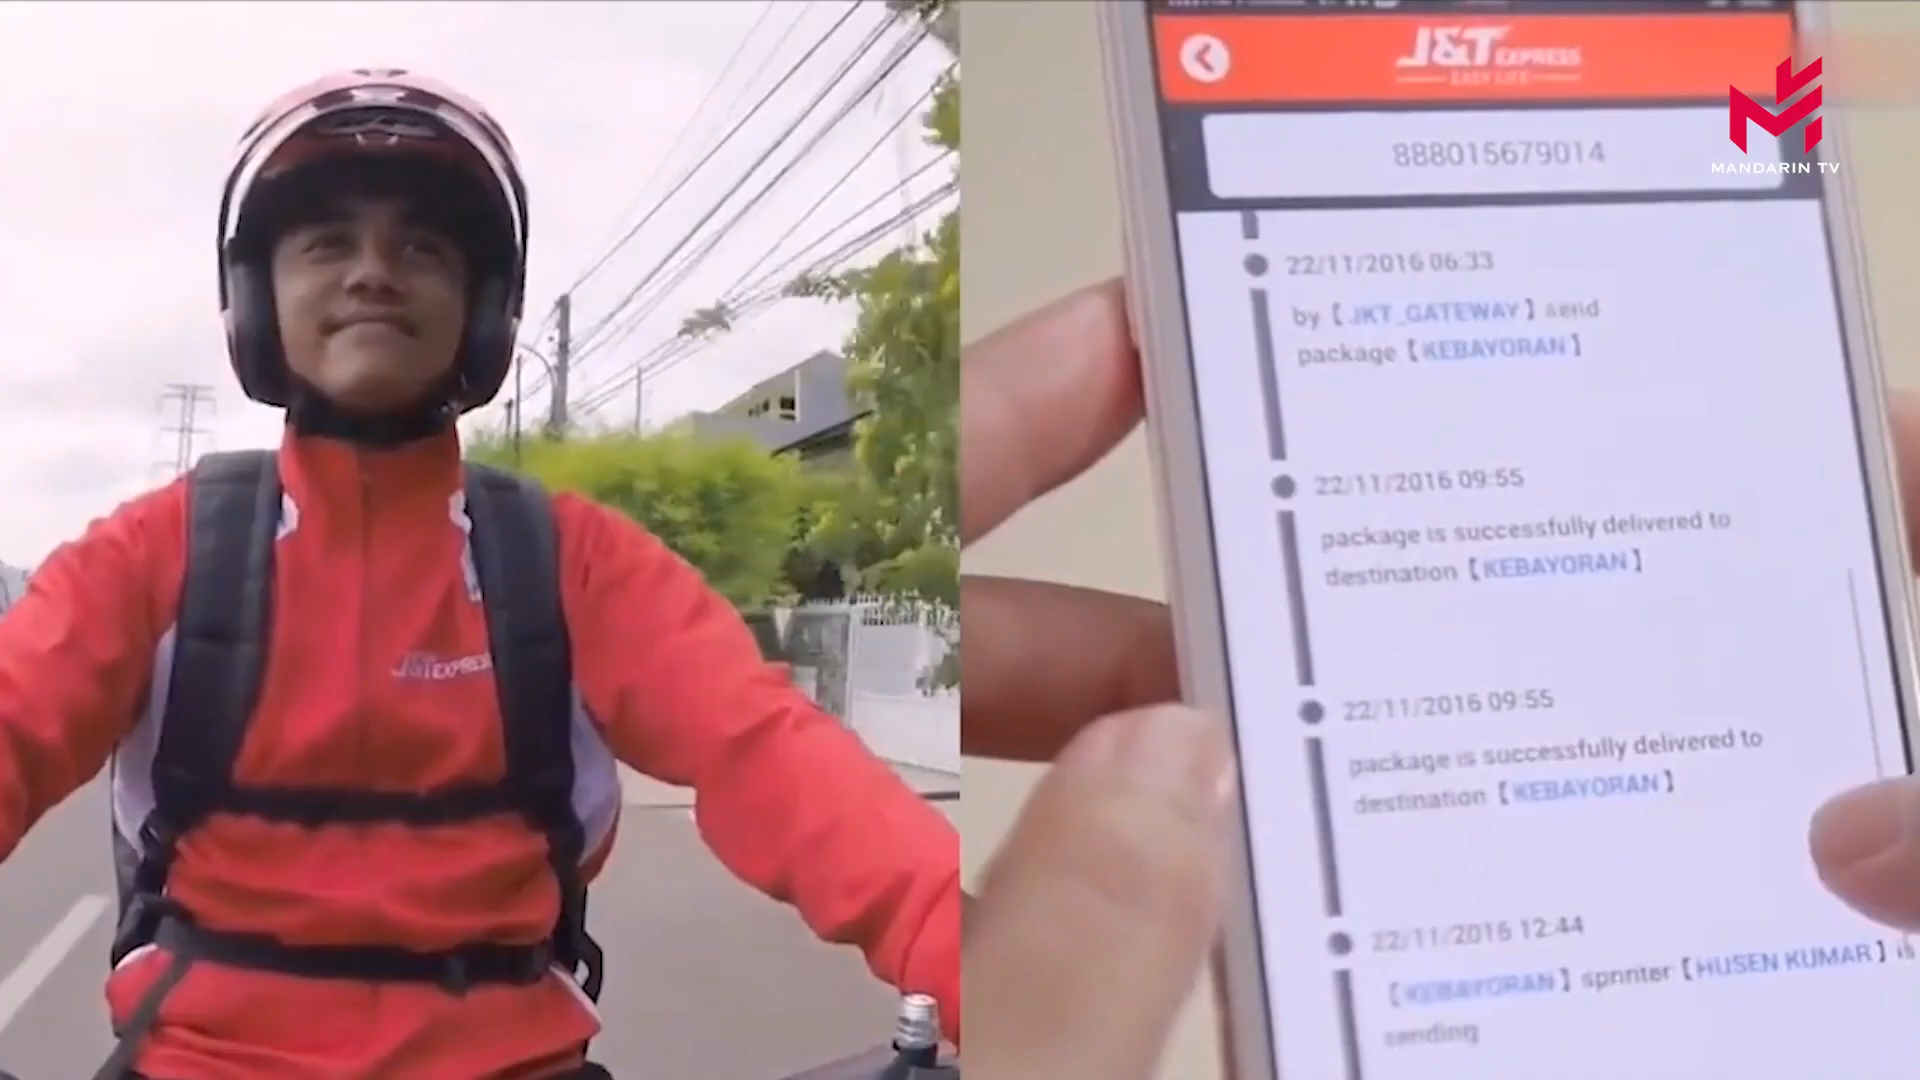 J&T EXPRESS
J&T EXPRESS
EASY LIFE
MANDARIN TV
888015679014
22/11/2016 06:33
by【JKT_GATEWAY】send
package【KEBAYORAN】
22/11/2016 09:55
package is successfully delivered to
destination【KEBAYORAN】
22/11/2016 09:55
package is successfully delivered to
destination【KEBAYORAN】
22/11/2016 12:44
【KEBAYORAN】sprinter【HUSEN KUMAR】is
sending